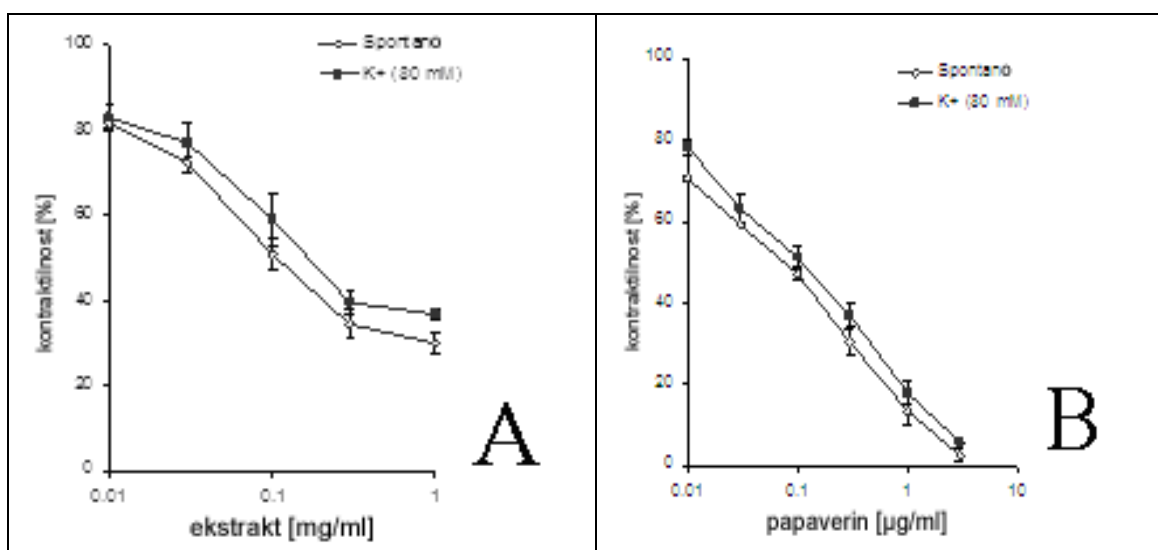 Spontano
K+ (80 mM)
100
80
60
40
20
0
kontraktilnost [%]
0.01
0.1
1
ekstrakt [mg/ml]
A
Spontano
K+ (80 mM)
100
80
60
40
20
0
kontraktilnost [%]
0.01
0.1
1
10
papaverin [µg/ml]
B